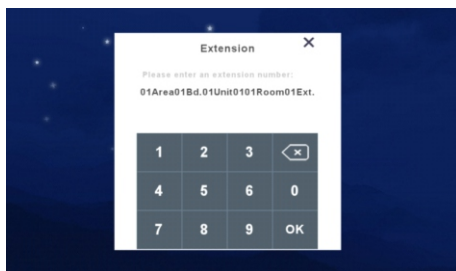 Extension
Please enter an extension number:
01Area01Bd.01Unit0101Room01Ext.
1 2 3
4 5 6 0
7 8 9 OK